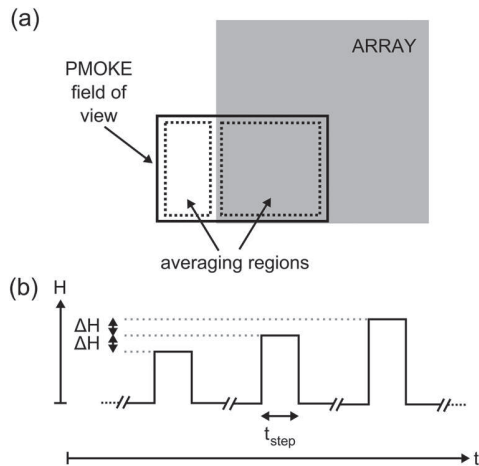 (a)
ARRAY
PMOKE
field of
view
averaging regions
(b)
H
ΔH
ΔH
t_step
t